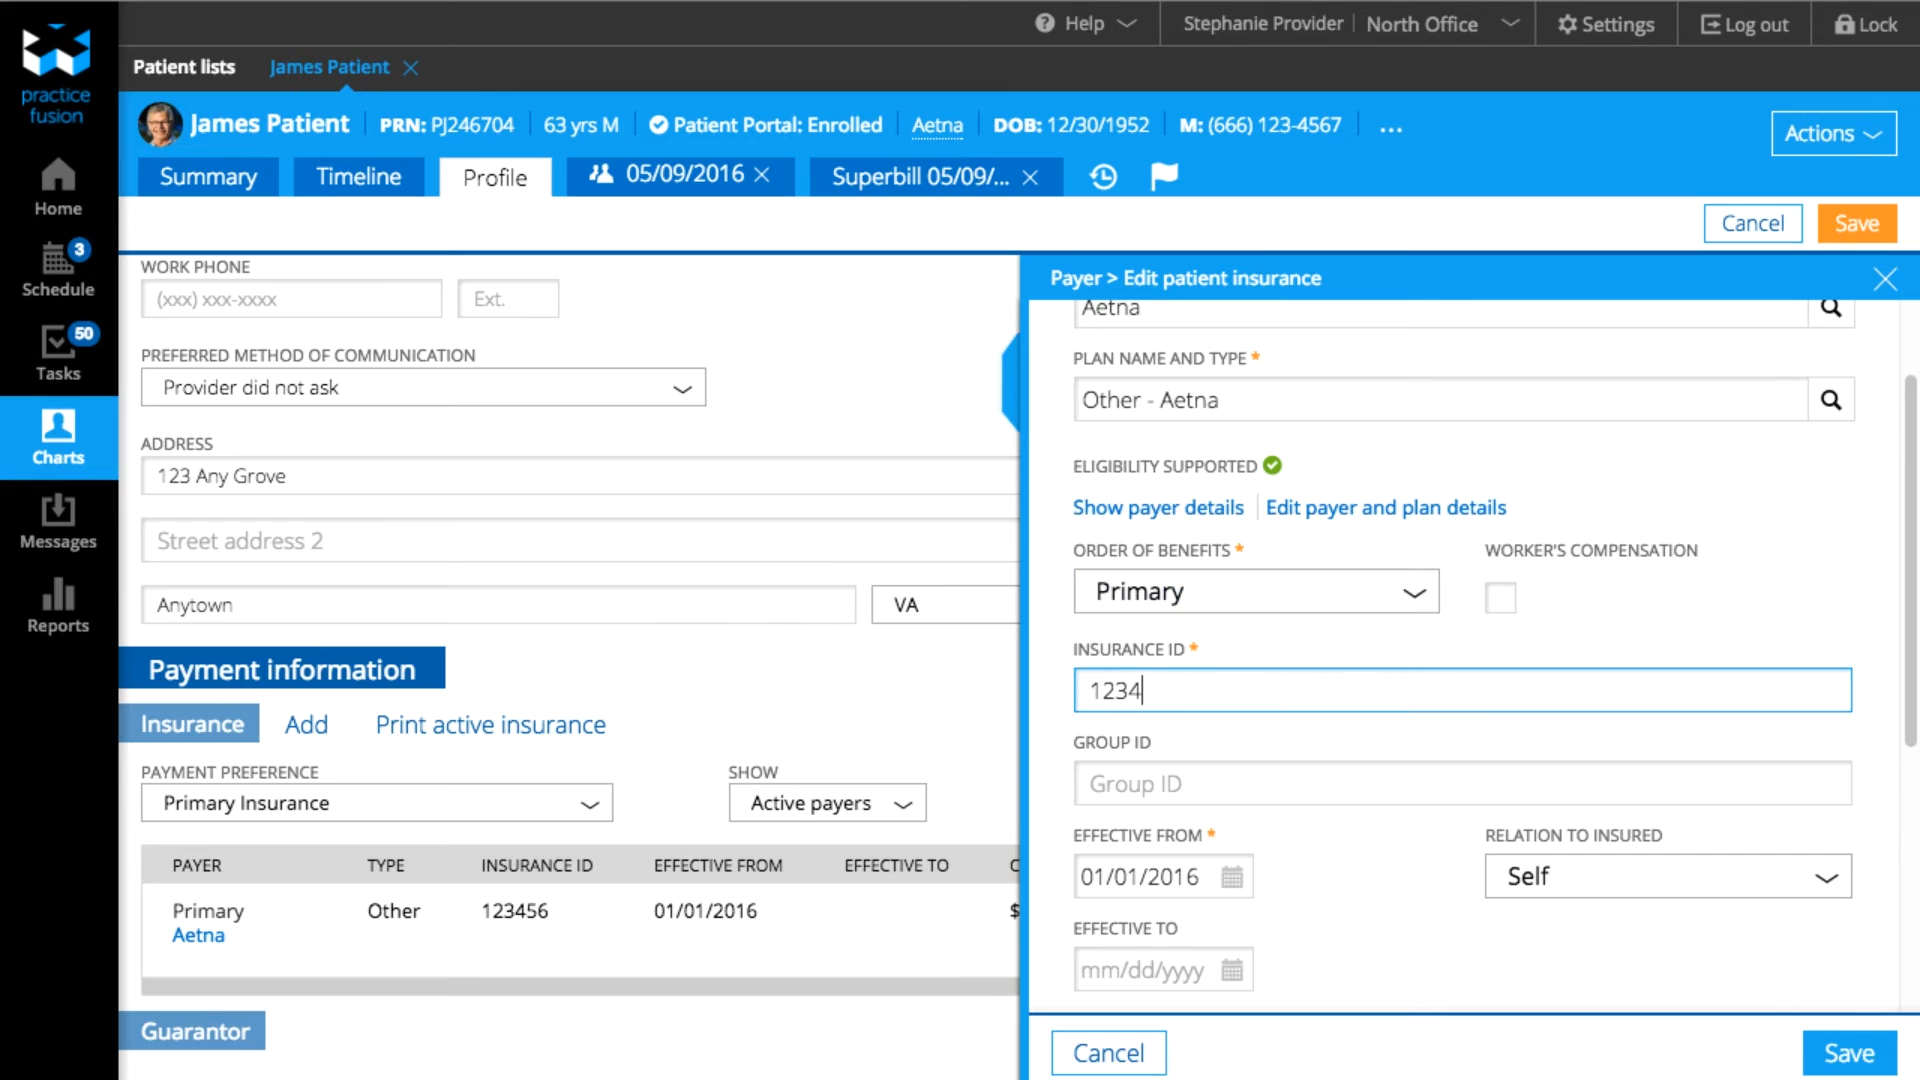 Help
Stephanie Provider
North Office
Settings
Log out
Lock
practice
fusion
Patient lists
James Patient
James Patient
PRN: PJ246704
63 yrs M
Patient Portal: Enrolled
Aetna
DOB: 12/30/1952
M: (666) 123-4567
...
Actions
Summary
Timeline
Profile
05/09/2016
Superbill 05/09/...
Cancel
Save
Home
3
Schedule
50
Tasks
Charts
Messages
Reports
WORK PHONE
(xxx) xxx-xxxx
Ext.
PREFERRED METHOD OF COMMUNICATION
Provider did not ask
ADDRESS
123 Any Grove
Street address 2
Anytown
VA
Payment information
Insurance
Add
Print active insurance
PAYMENT PREFERENCE
SHOW
Primary Insurance
Active payers
PAYER TYPE INSURANCE ID EFFECTIVE FROM EFFECTIVE TO
Primary Other 123456 01/01/2016 $
Aetna
Guarantor
Payer > Edit patient insurance
Aetna
PLAN NAME AND TYPE *
Other - Aetna
ELIGIBILITY SUPPORTED
Show payer details
Edit payer and plan details
ORDER OF BENEFITS *
WORKER'S COMPENSATION
Primary
INSURANCE ID *
1234
GROUP ID
Group ID
EFFECTIVE FROM *
RELATION TO INSURED
01/01/2016
Self
EFFECTIVE TO
mm/dd/yyyy
Cancel
Save